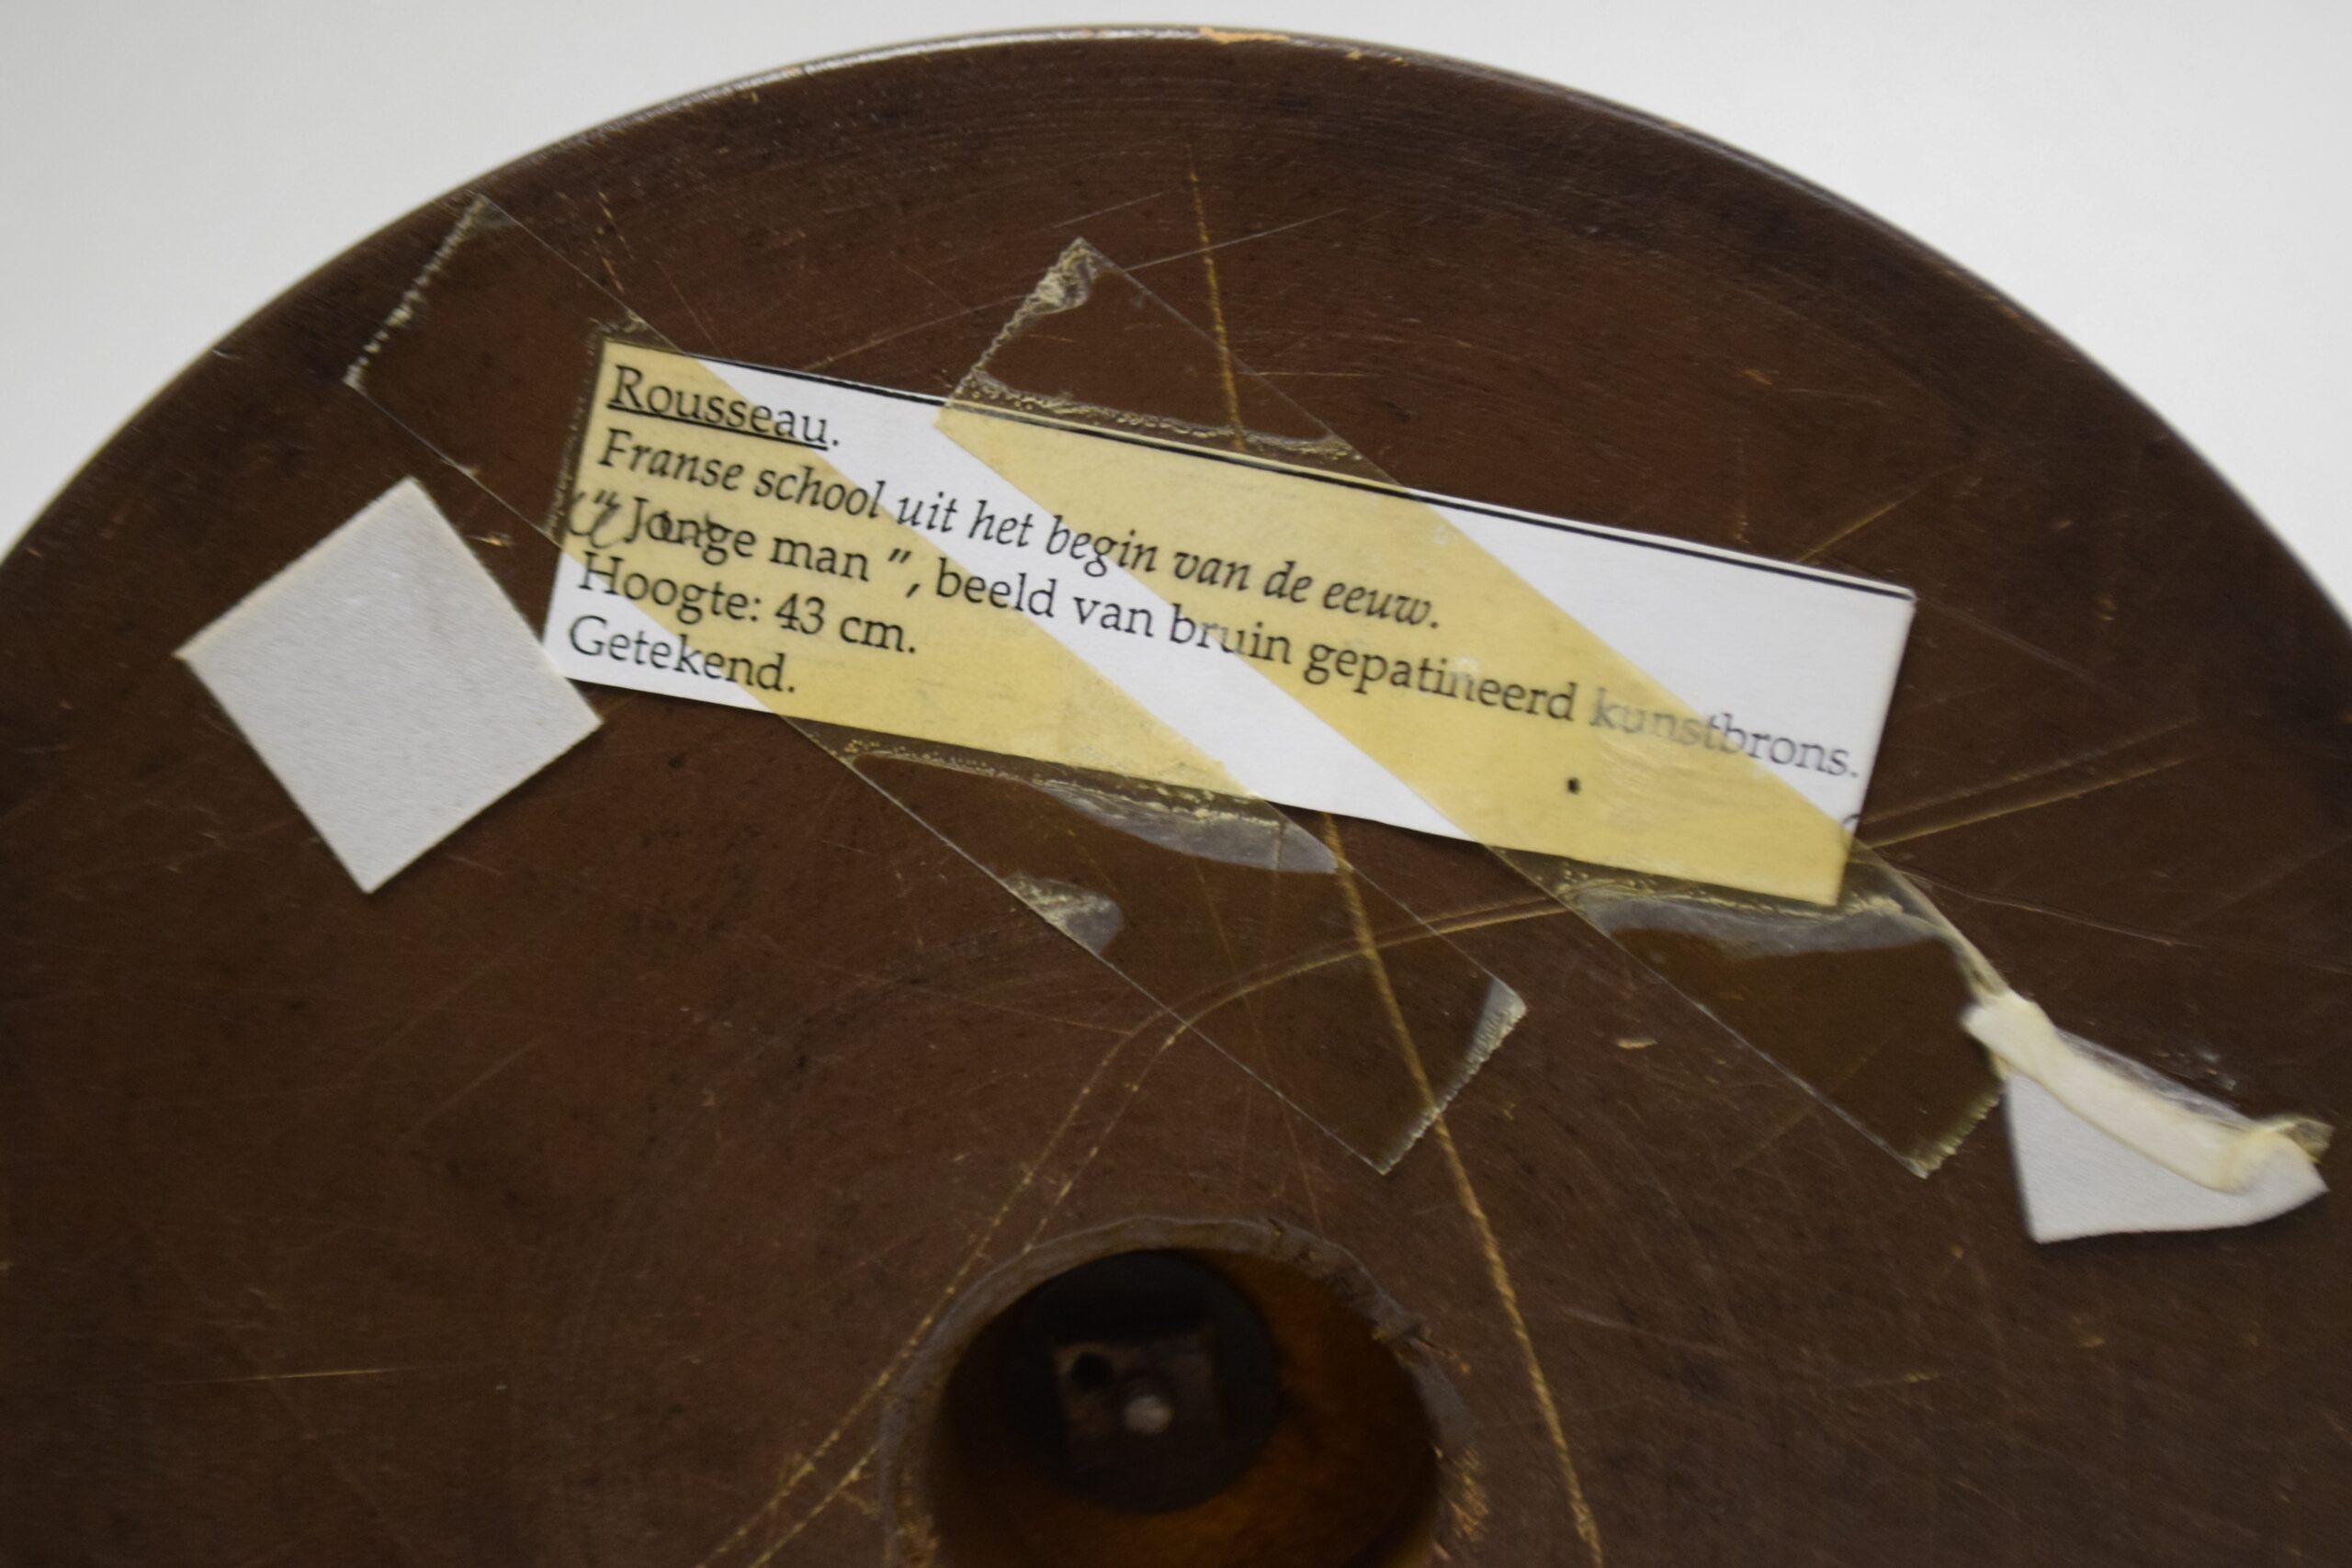 Rousseau.
Franse school uit het begin van de eeuw.
" Jonge man ", beeld van bruin gepatineerd kunstbrons.
Hoogte: 43 cm.
Getekend.